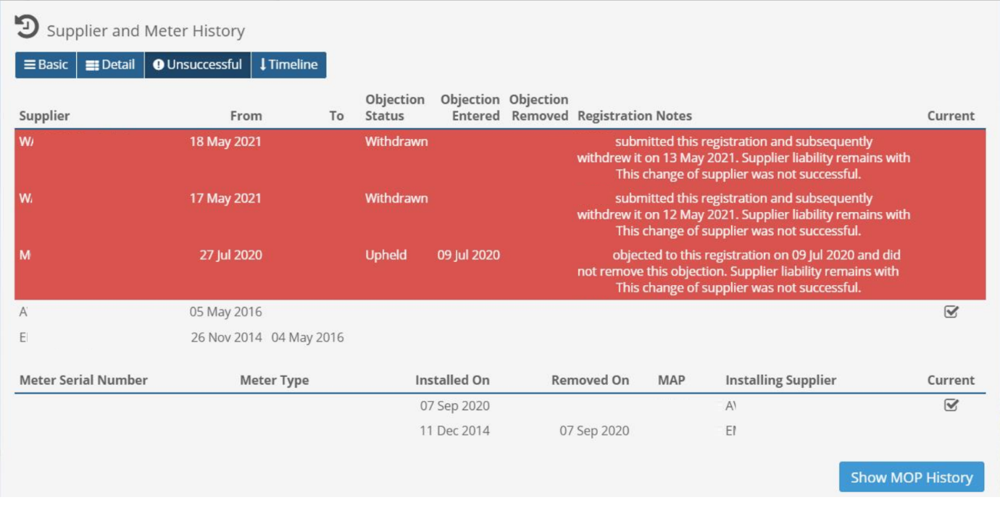 Supplier and Meter History
Basic Detail Unsuccessful Timeline
Supplier From To Objection Status Objection Entered Objection Removed Registration Notes Current
18 May 2021 Withdrawn submitted this registration and subsequently
withdrew it on 13 May 2021. Supplier liability remains with
This change of supplier was not successful.
17 May 2021 Withdrawn submitted this registration and subsequently
withdrew it on 12 May 2021. Supplier liability remains with
This change of supplier was not successful.
M 27 Jul 2020 Upheld 09 Jul 2020 objected to this registration on 09 Jul 2020 and did
not remove this objection. Supplier liability remains with
This change of supplier was not successful.
A 05 May 2016
E 26 Nov 2014 04 May 2016
Meter Serial Number Meter Type Installed On Removed On MAP Installing Supplier Current
07 Sep 2020 A
11 Dec 2014 07 Sep 2020 E
Show MOP History